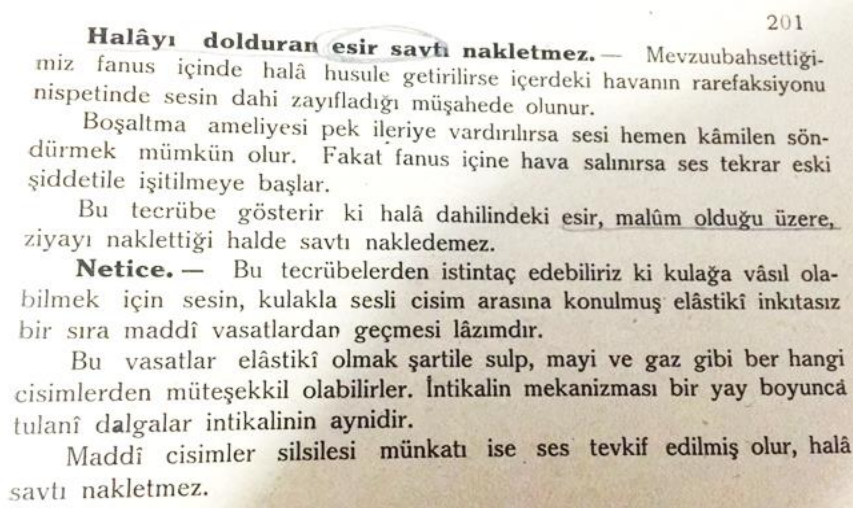 201
Halâyı dolduran esir savtı nakletmez. — Mevzuubahsettiği-
miz fanus içinde halâ husule getirilirse içerdeki havanın rarefaksiyonu
nispetinde sesin dahi zayıfladığı müşahede olunur.
Boşaltma ameliyesi pek ileriye vardırılırsa sesi hemen kâmilen sön-
dürmek mümkün olur. Fakat fanus içine hava salınırsa ses tekrar eski
şiddetile işitilmeye başlar.
Bu tecrübe gösterir ki halâ dahilindeki esir, malûm olduğu üzere,
ziyayı naklettiği halde savtı nakledemez.
Netice. — Bu tecrübelerden istintaç edebiliriz ki kulağa vâsıl ola-
bilmek için sesin, kulakla sesli cisim arasına konulmuş elâstikî inkıtasız
bir sıra maddî vasatlardan geçmesi lâzımdır.
Bu vasatlar elâstikî olmak şartile sulp, mayi ve gaz gibi ber hangi
cisimlerden müteşekkil olabilirler. İntikalin mekanizması bir yay boyunca
tulanî dalgalar intikalinin aynidir.
Maddî cisimler silsilesi münkatı ise ses tevkif edilmiş olur, halâ
savtı nakletmez.